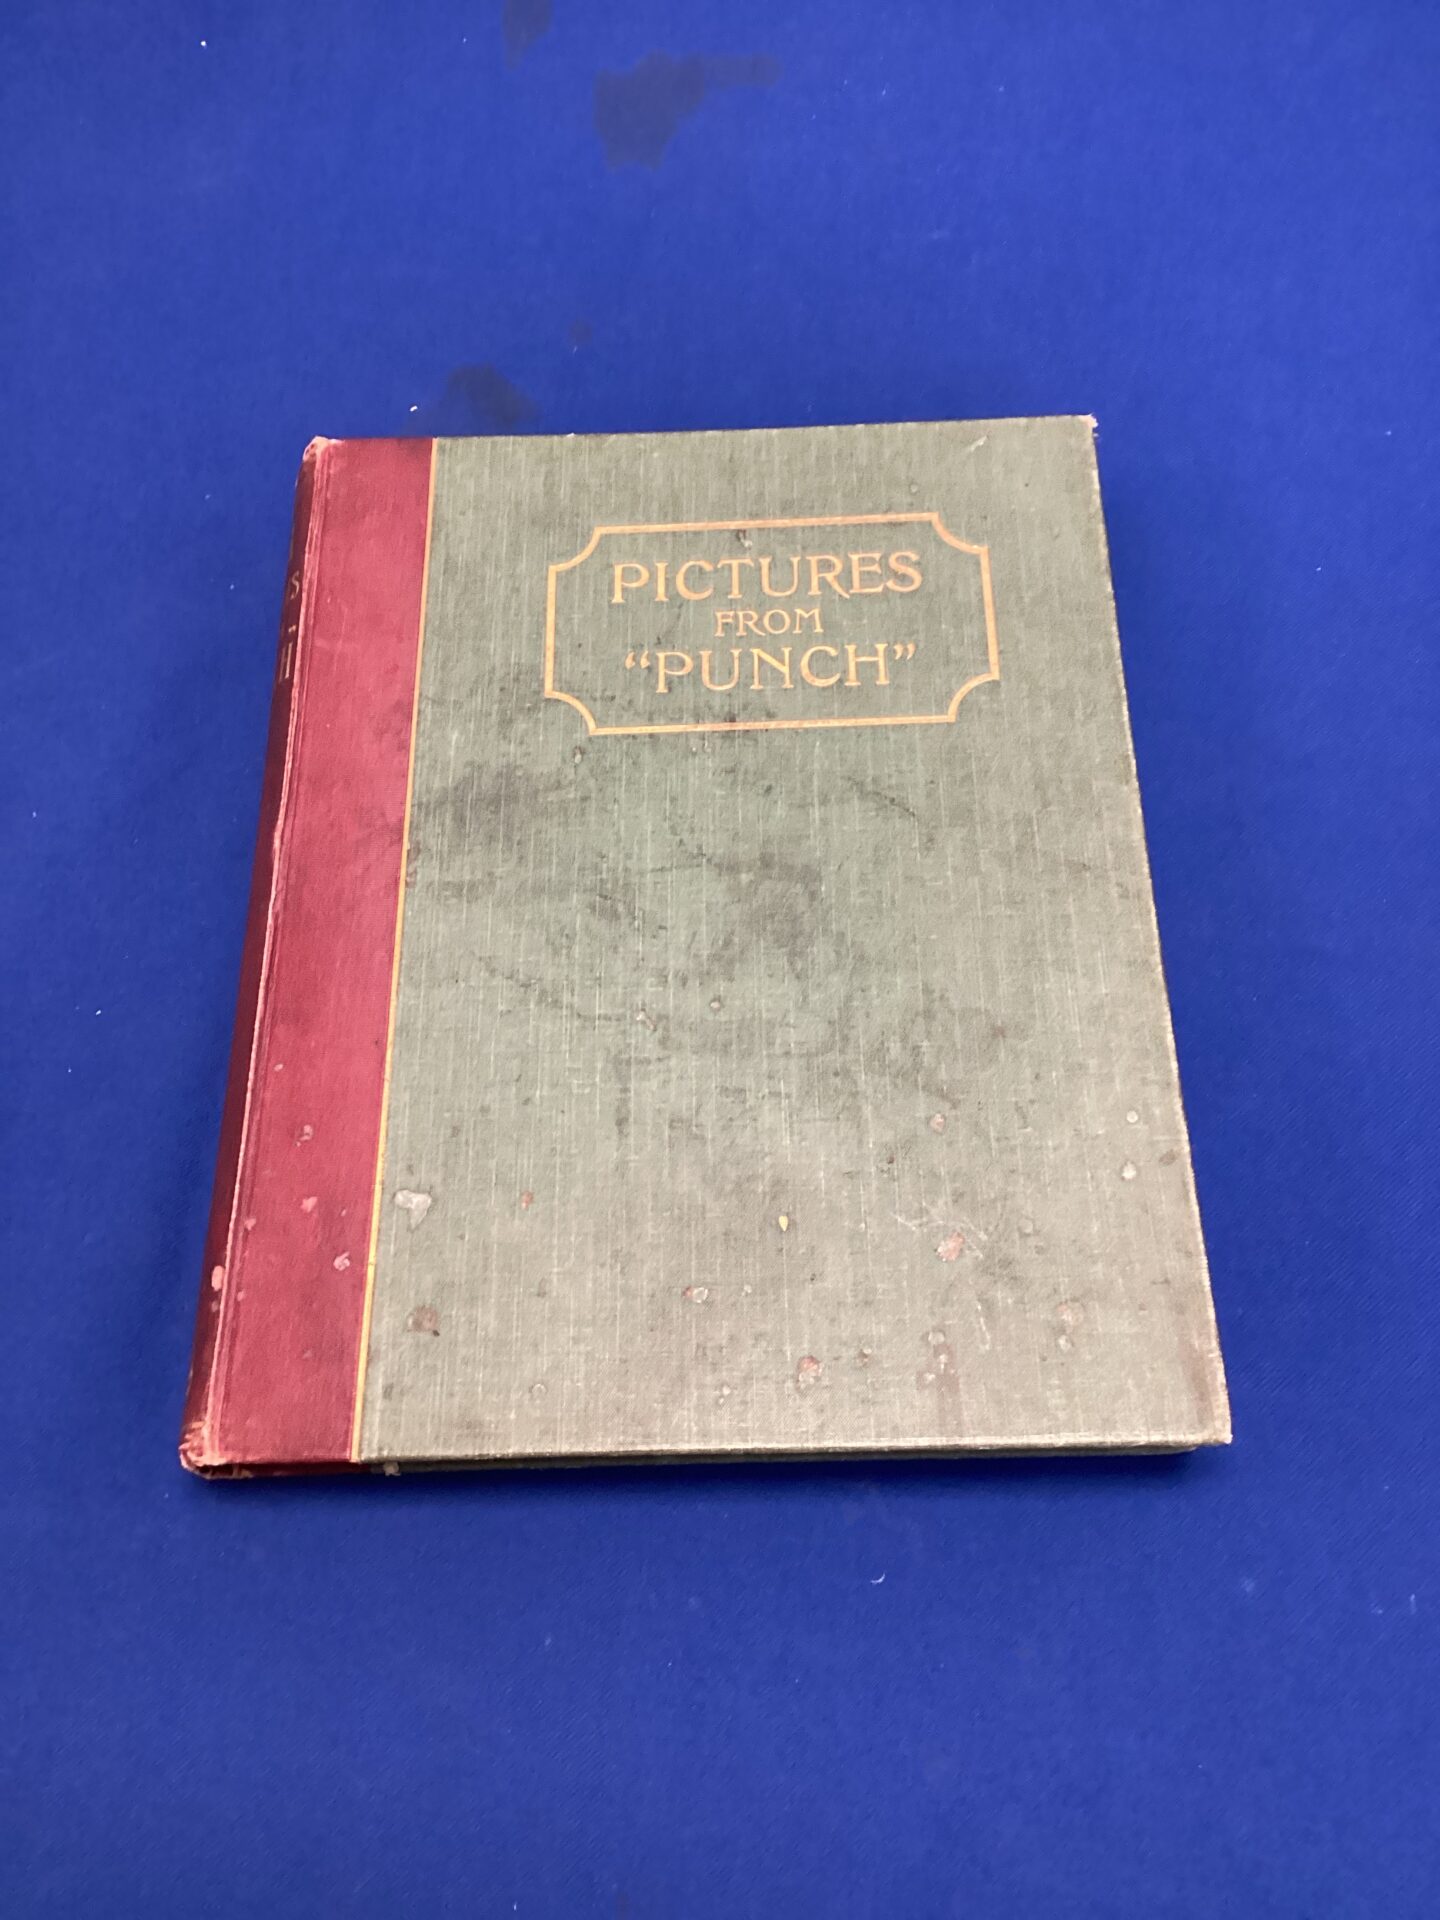 PICTURES
FROM
“PUNCH”